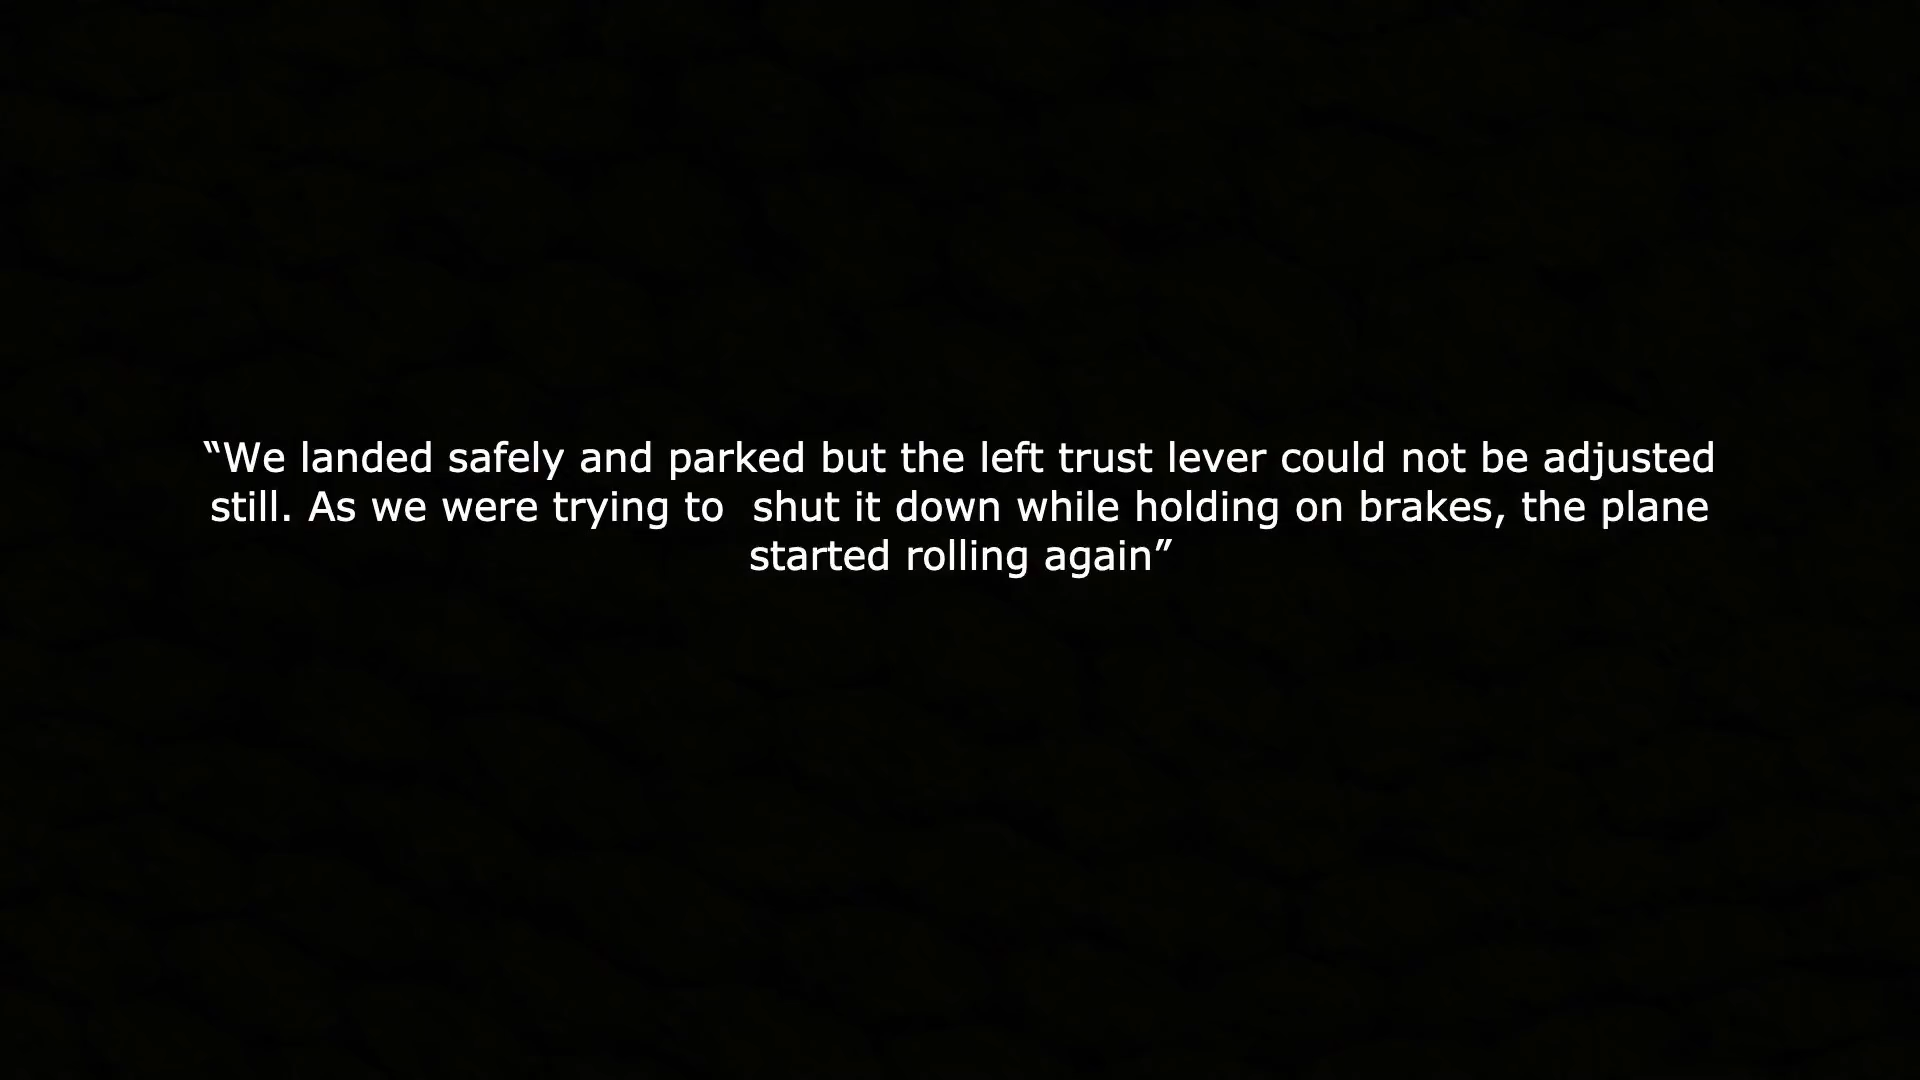 “We landed safely and parked but the left trust lever could not be adjusted
still. As we were trying to  shut it down while holding on brakes, the plane
started rolling again”